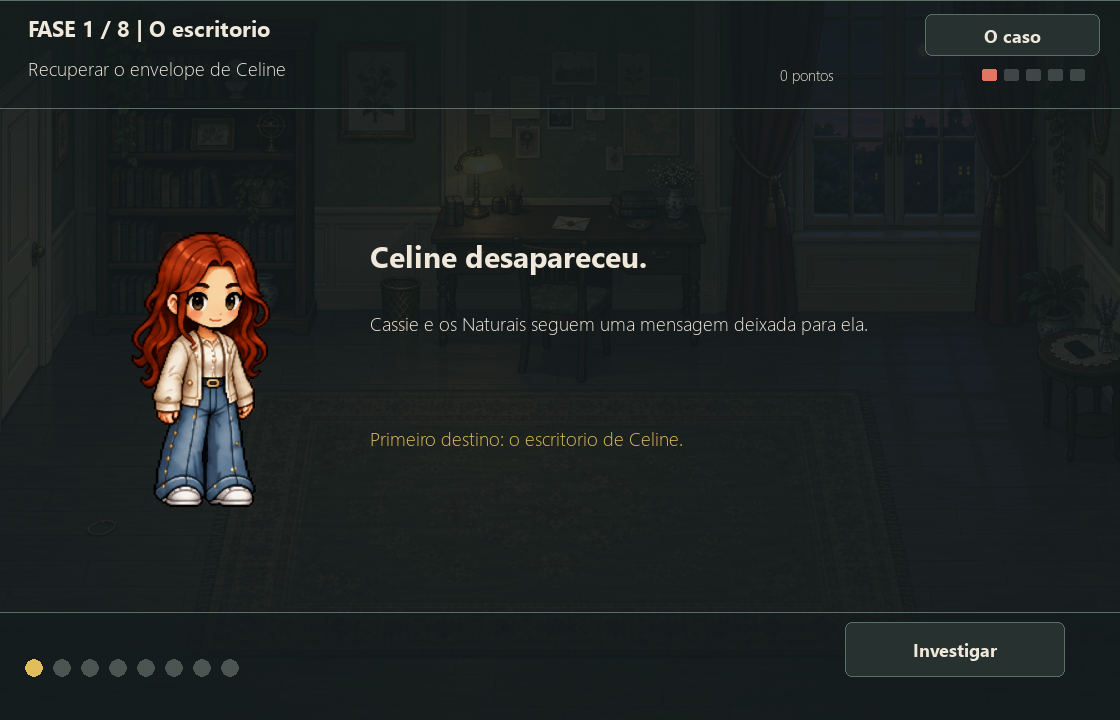 FASE 1 / 8 | O escritorio
O caso
Recuperar o envelope de Celine
0 pontos
Celine desapareceu.
Cassie e os Naturais seguem uma mensagem deixada para ela.
Primeiro destino: o escritorio de Celine.
Investigar